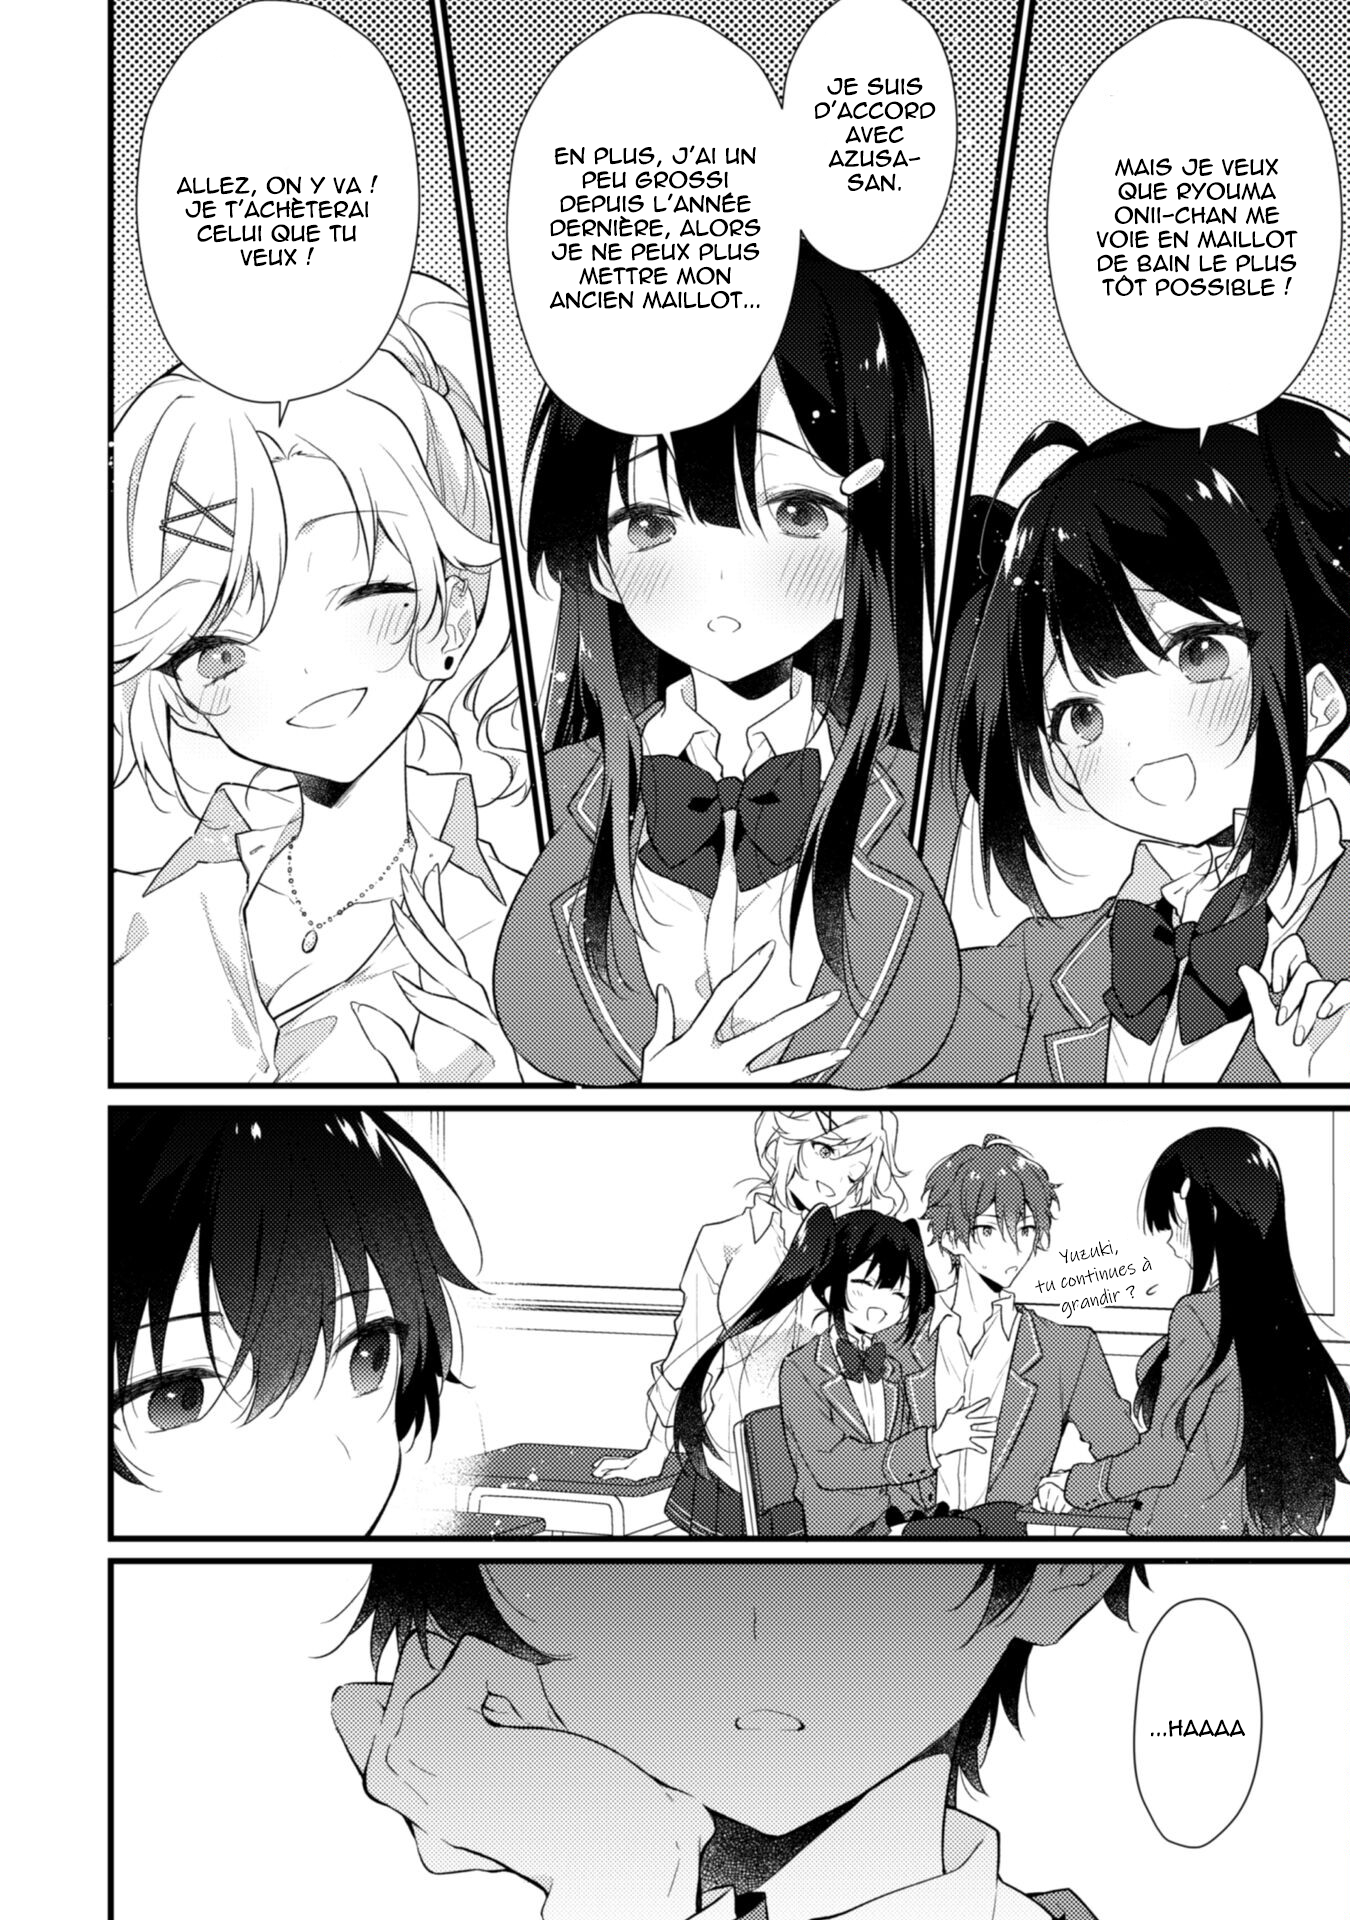 MAIS JE VEUX
QUE RYOUMA
ONII-CHAN ME
VOIE EN MAILLOT
DE BAIN LE PLUS
TÔT POSSIBLE !
JE SUIS
D'ACCORD
AVEC
AZUSA-
SAN.
EN PLUS, J'AI UN
PEU GROSSI
DEPUIS L'ANNÉE
DERNIÈRE, ALORS
JE NE PEUX PLUS
METTRE MON
ANCIEN MAILLOT...
ALLEZ, ON Y VA !
JE T'ACHÈTERAI
CELUI QUE TU
VEUX !
Yuzuki,
tu continues à
grandir ?
...HAAAA